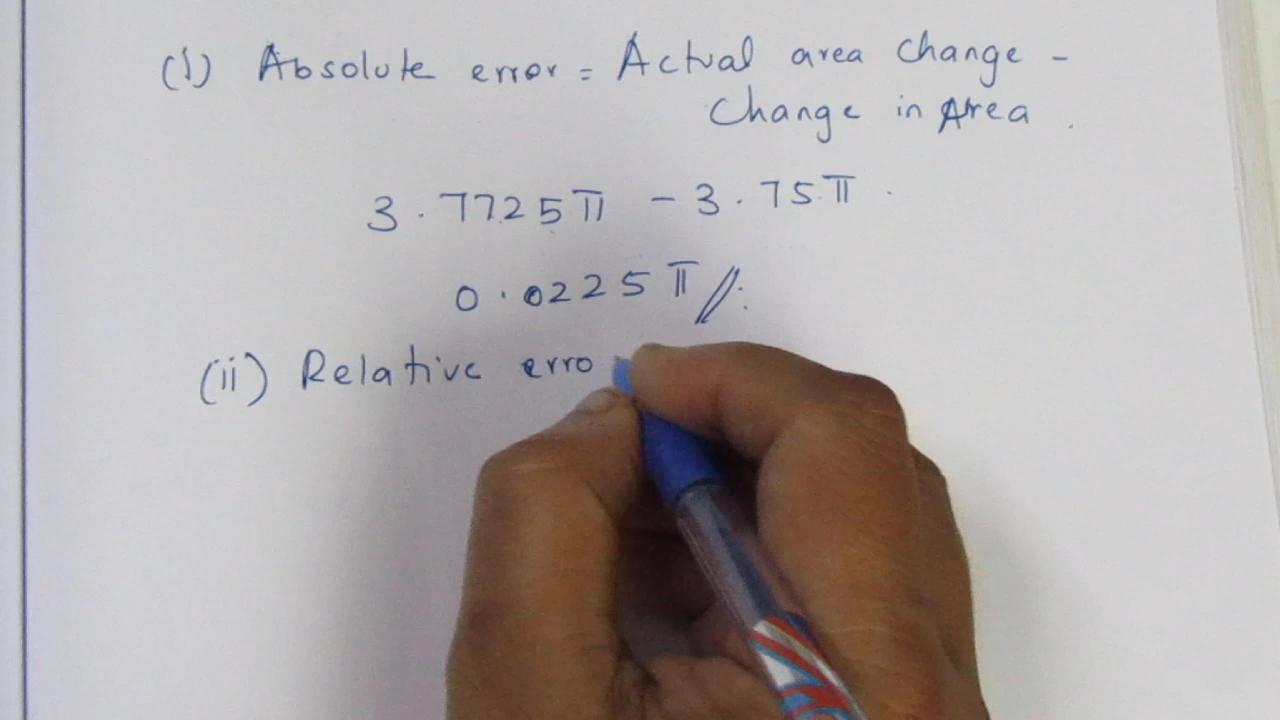 (i) Absolute error = Actual area change -
Change in Area.
3.7725π - 3.75π.
0.0225π//.
(ii) Relative erro